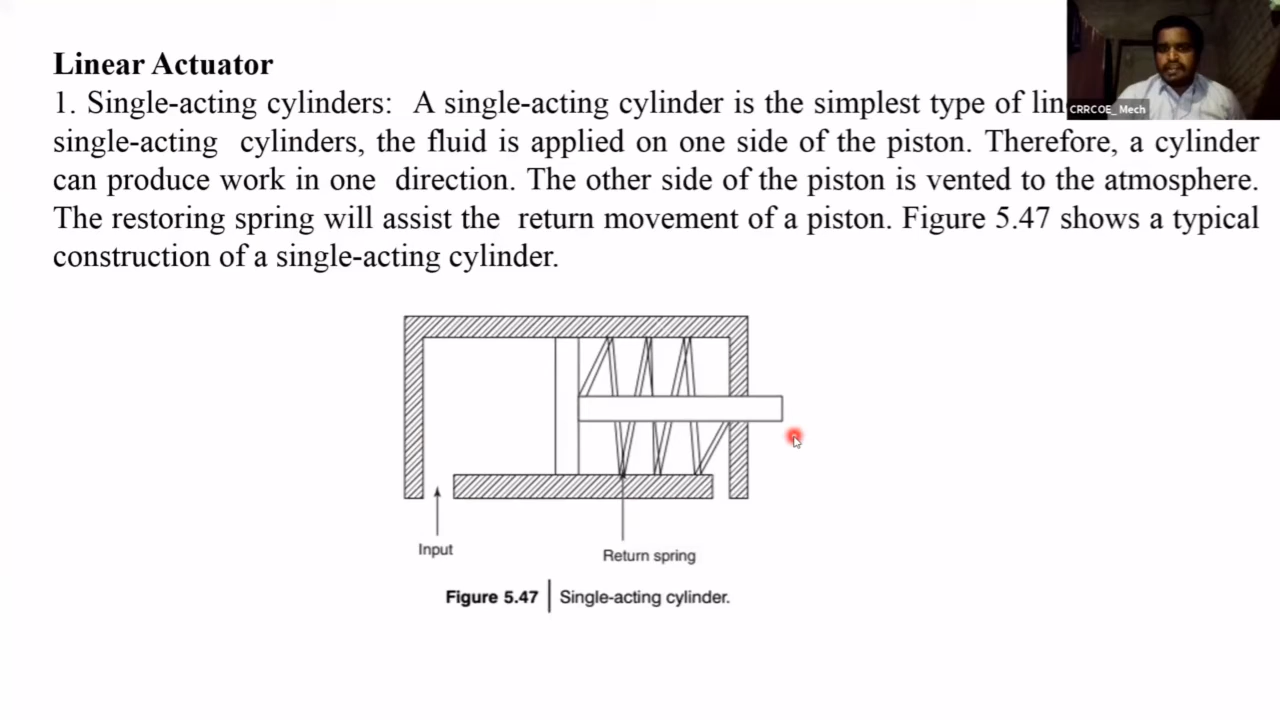 Linear Actuator
1. Single-acting cylinders: A single-acting cylinder is the simplest type of
single-acting cylinders, the fluid is applied on one side of the piston. Therefore, a cylinder
can produce work in one direction. The other side of the piston is vented to the atmosphere.
The restoring spring will assist the return movement of a piston. Figure 5.47 shows a typical
construction of a single-acting cylinder.
CRRCOE_ Mech
Input
Return spring
Figure 5.47 | Single-acting cylinder.